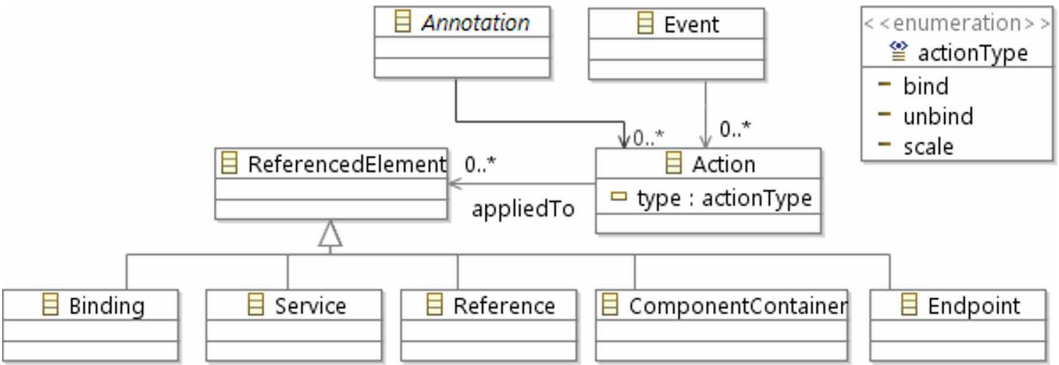 Annotation
Event
<<enumeration>>
actionType
bind
unbind
scale
0..*
0..*
ReferencedElement
0..*
Action
type : actionType
appliedTo
Binding
Service
Reference
ComponentContainer
Endpoint